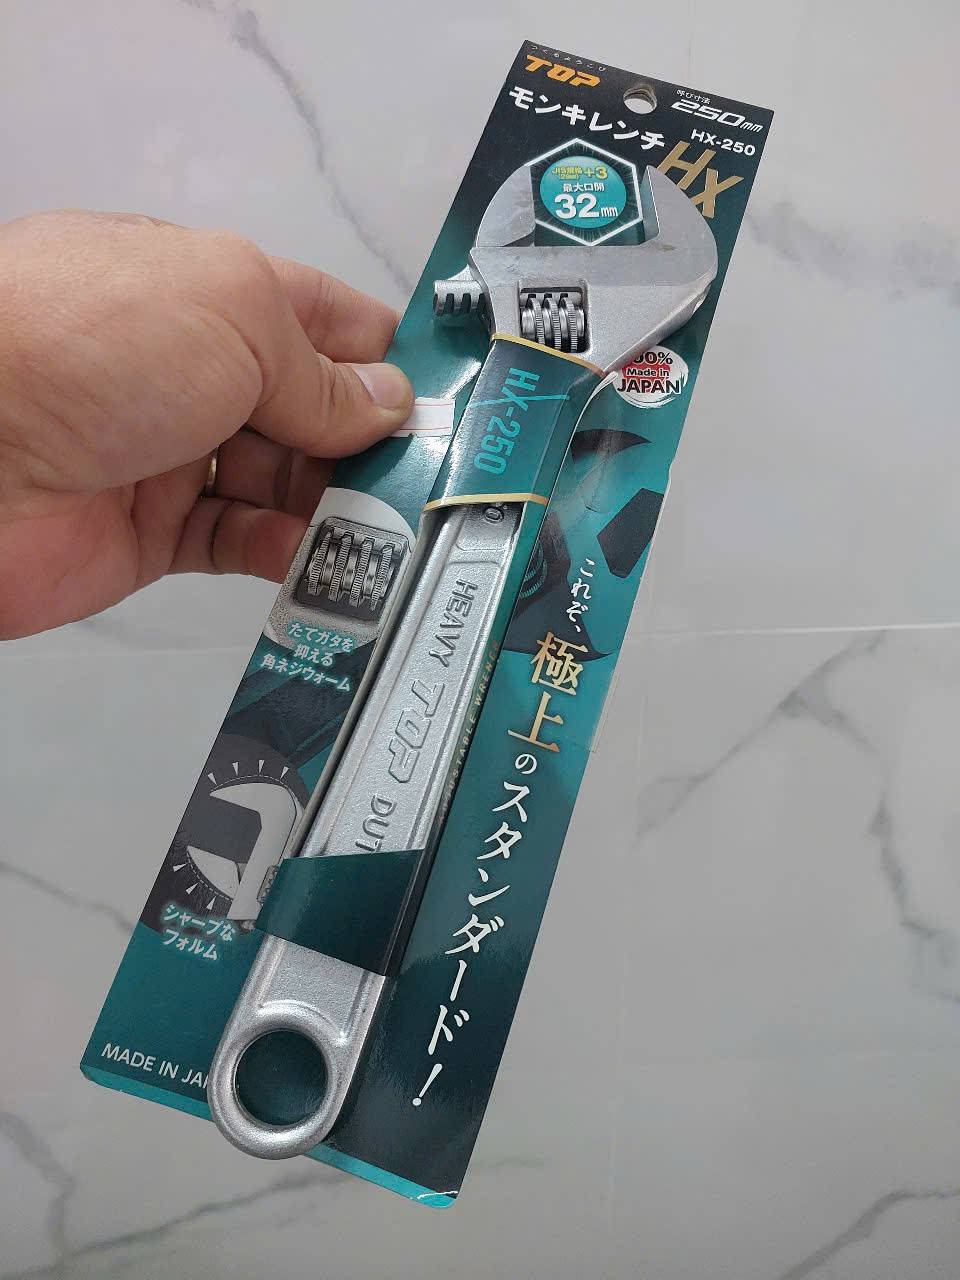 つくるよろこび
TOP
呼び寸法
250mm
モンキレンチ
HX-250
HX
JIS規格 +3
(29mm)
最大口開
32mm
00%
Made in
JAPAN
HX-250
HEAVY TOP DUT
たてガタを
抑える
角ネジウォーム
これぞ、
極上のスタンダード!
シャープな
フォルム
MADE IN JA